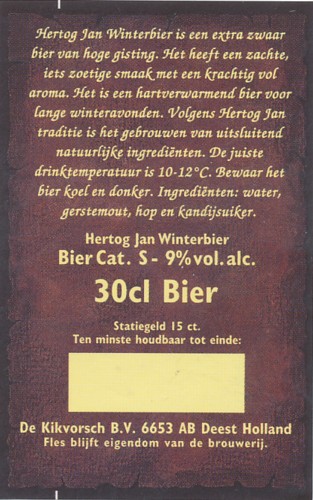 Hertog Jan Winterbier is een extra zwaar
bier van hoge gisting. Het heeft een zachte,
iets zoetige smaak met een krachtig vol
aroma. Het is een hartverwarmend bier voor
lange winteravonden. Volgens Hertog Jan
traditie is het gebrouwen van uitsluitend
natuurlijke ingrediënten. De juiste
drinktemperatuur is 10-12°C. Bewaar het
bier koel en donker. Ingrediënten: water,
gerstemout, hop en kandijsuiker.
Hertog Jan Winterbier
Bier Cat. S - 9% vol. alc.
30cl Bier
Statiegeld 15 ct.
Ten minste houdbaar tot einde:
De Kikvorsch B.V. 6653 AB Deest Holland
Fles blijft eigendom van de brouwerij.